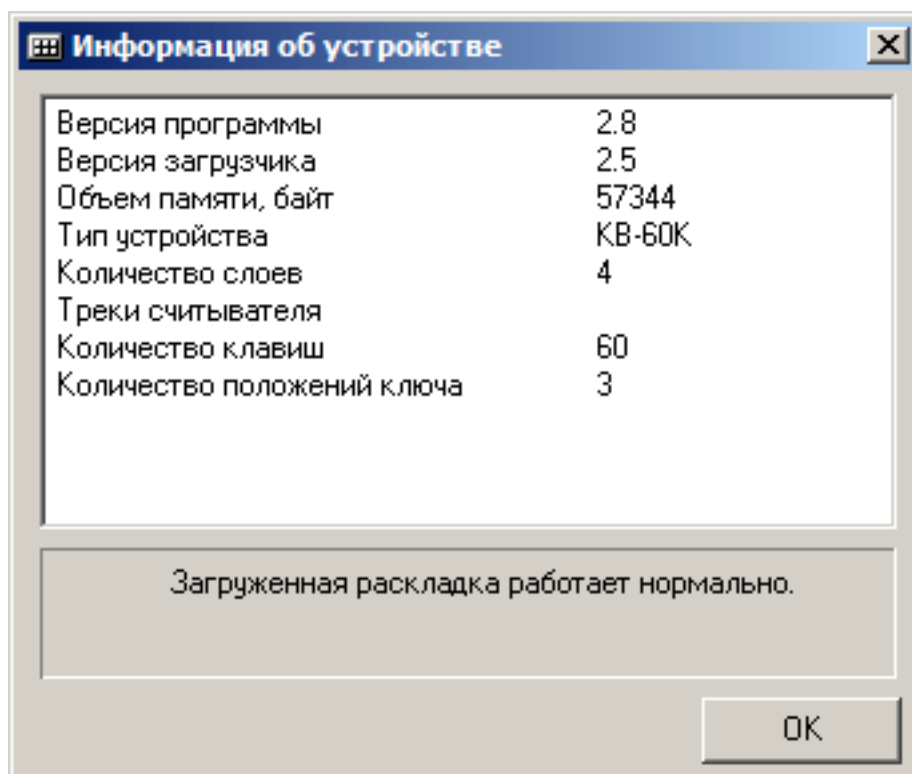 Информация об устройстве
Версия программы 2.8
Версия загрузчика 2.5
Объем памяти, байт 57344
Тип устройства KB-60K
Количество слоев 4
Треки считывателя
Количество клавиш 60
Количество положений ключа 3
Загруженная раскладка работает нормально.
OK